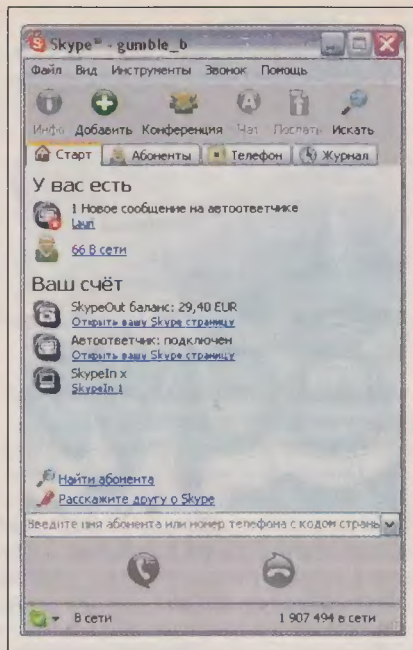 Skype™ - gumble_b
Файл Вид Инструменты Звонок Помощь
Инфо Добавить Конференция Чат Послать Искать
Старт Абоненты Телефон Журнал
У вас есть
1 Новое сообщение на автоответчике
Lauri
66 В сети
Ваш счёт
SkypeOut баланс: 29,40 EUR
Открыть вашу Skype страницу
Автоответчик: подключен
Открыть вашу Skype страницу
SkypeIn x
SkypeIn 1
Найти абонента
Расскажите другу о Skype
Введите имя абонента или номер телефона с кодом страны
В сети 1 907 494 в сети